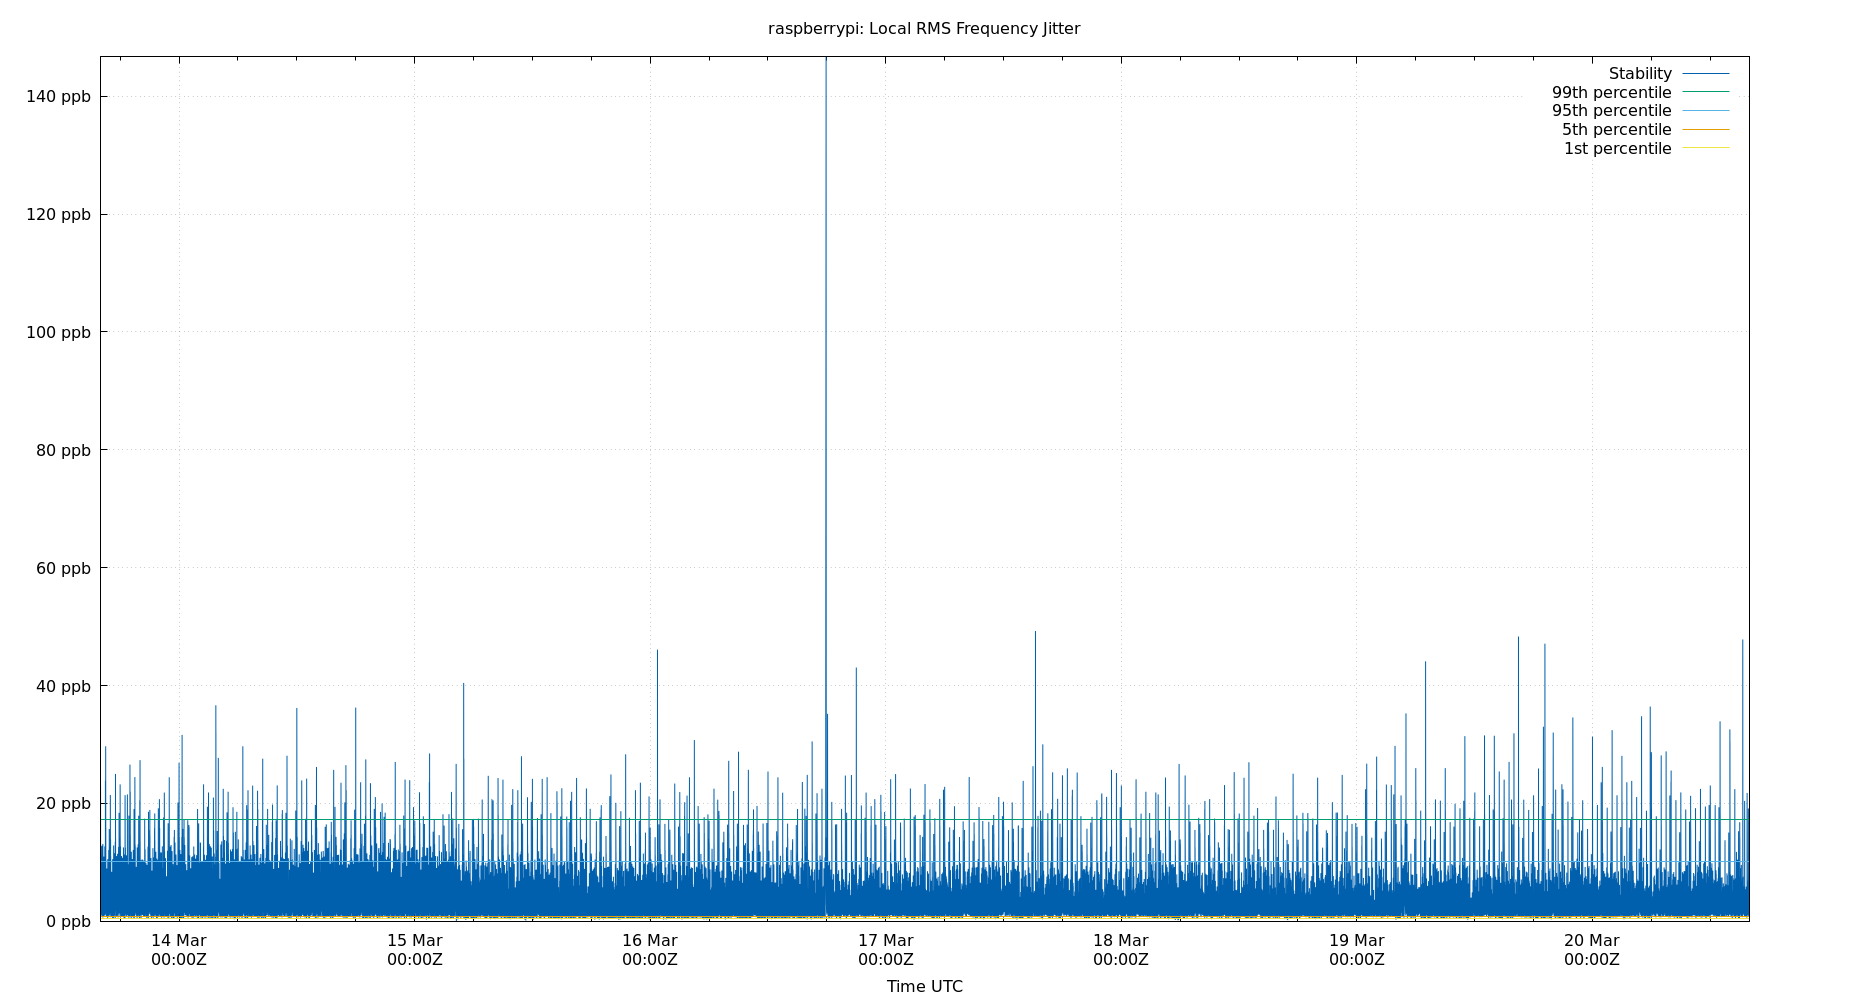 raspberrypi: Local RMS Frequency Jitter
Stability
99th percentile
95th percentile
5th percentile
1st percentile
140 ppb
120 ppb
100 ppb
80 ppb
60 ppb
40 ppb
20 ppb
0 ppb
14 Mar 15 Mar 16 Mar 17 Mar 18 Mar 19 Mar 20 Mar
00:00Z 00:00Z 00:00Z 00:00Z 00:00Z 00:00Z 00:00Z
Time UTC